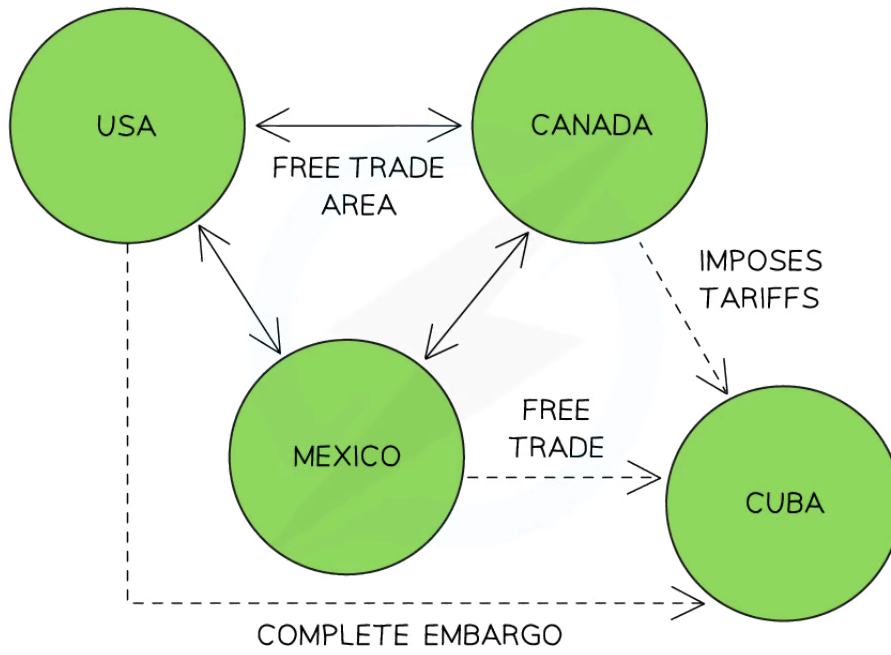 USA
CANADA
FREE TRADE
AREA
IMPOSES
TARIFFS
MEXICO
FREE
TRADE
CUBA
COMPLETE EMBARGO